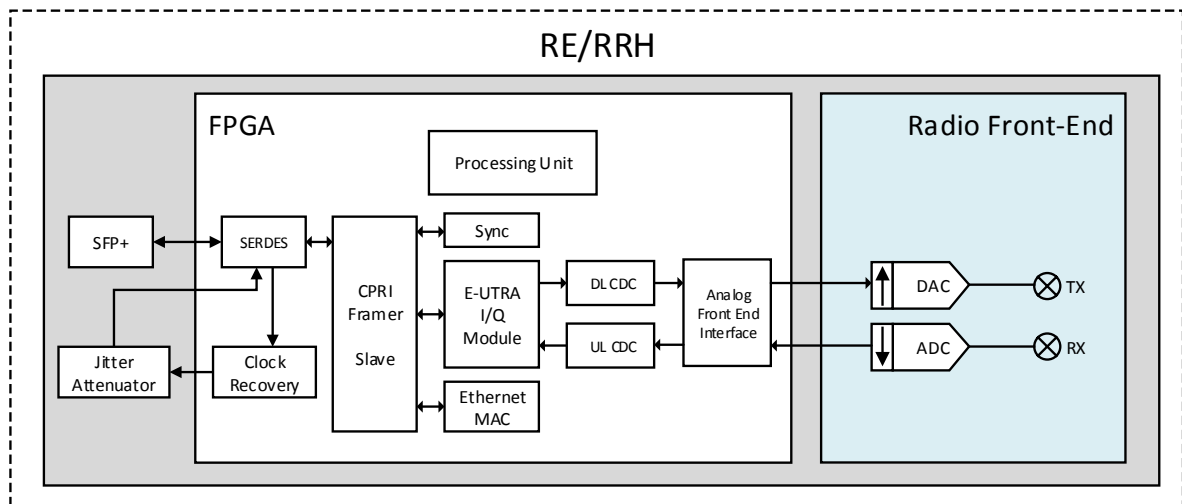 RE/RRH
FPGA
Radio Front-End
Processing Unit
SFP+
SERDES
CPRI
Framer
Slave
Sync
E-UTRA
I/Q
Module
DL CDC
UL CDC
Analog
Front End
Interface
DAC
TX
ADC
RX
Jitter
Attenuator
Clock
Recovery
Ethernet
MAC